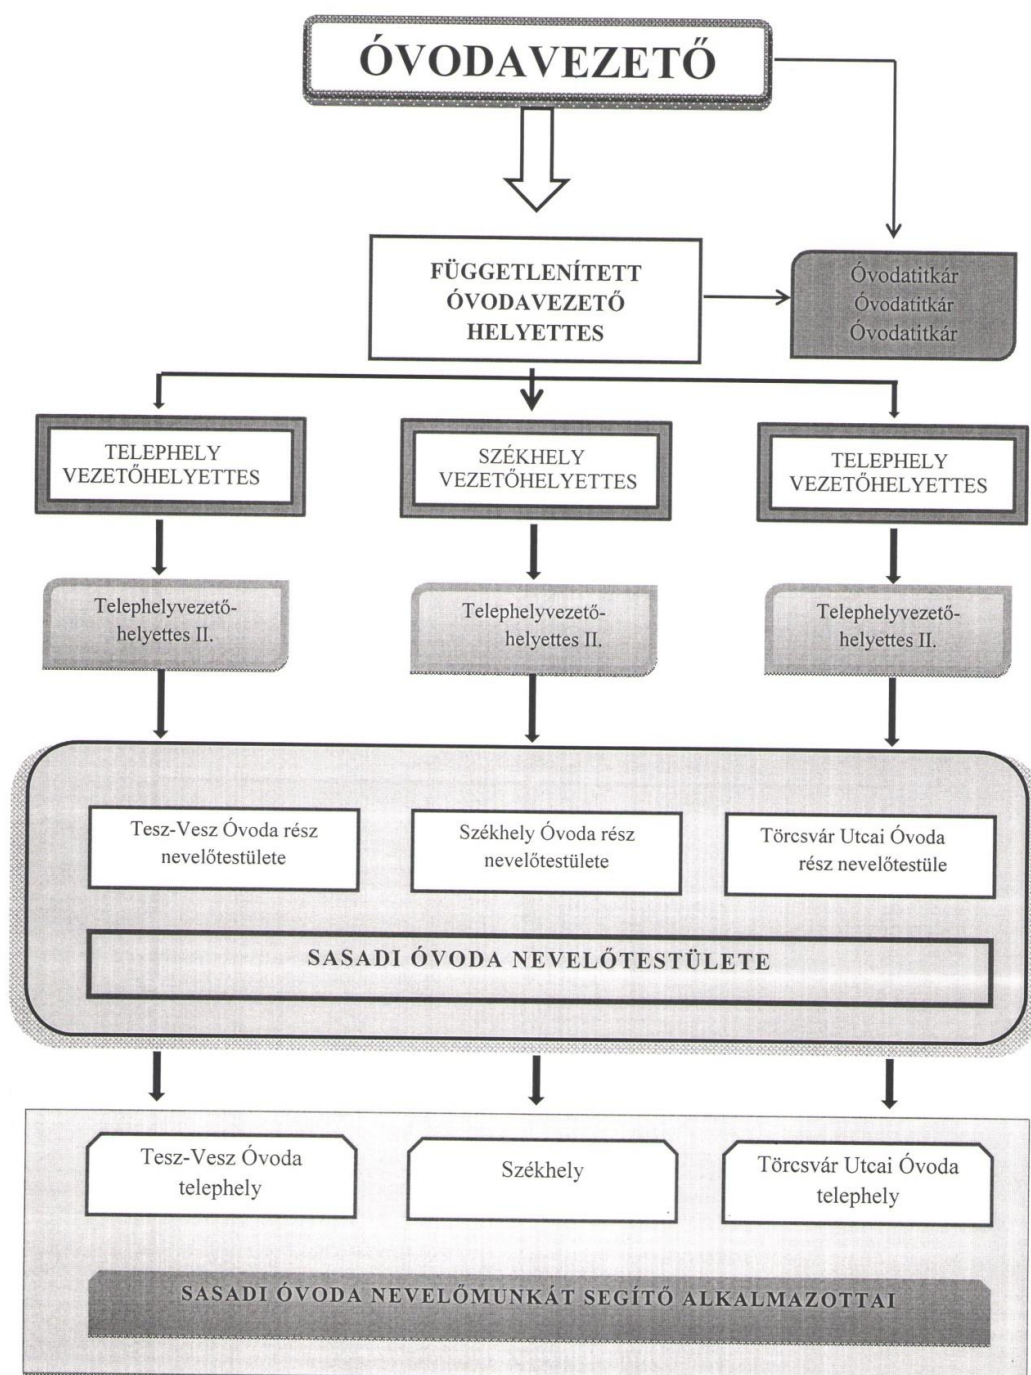 ÓVODAVEZETŐ
FÜGGETLENÍTETT
ÓVODAVEZETŐ
HELYETTES
Óvodatitkár
Óvodatitkár
Óvodatitkár
TELEPHELY
VEZETŐHELYETTES
SZÉKHELY
VEZETŐHELYETTES
TELEPHELY
VEZETŐHELYETTES
Telephelyvezető-
helyettes II.
Telephelyvezető-
helyettes II.
Telephelyvezető-
helyettes II.
Tesz-Vesz Óvoda rész
nevelőtestülete
Székhely Óvoda rész
nevelőtestülete
Törcsvár Utcai Óvoda
rész nevelőtestüle
SASADI ÓVODA NEVELŐTESTÜLETE
Tesz-Vesz Óvoda
telephely
Székhely
Törcsvár Utcai Óvoda
telephely
SASADI ÓVODA NEVELŐMUNKÁT SEGÍTŐ ALKALMAZOTTAI